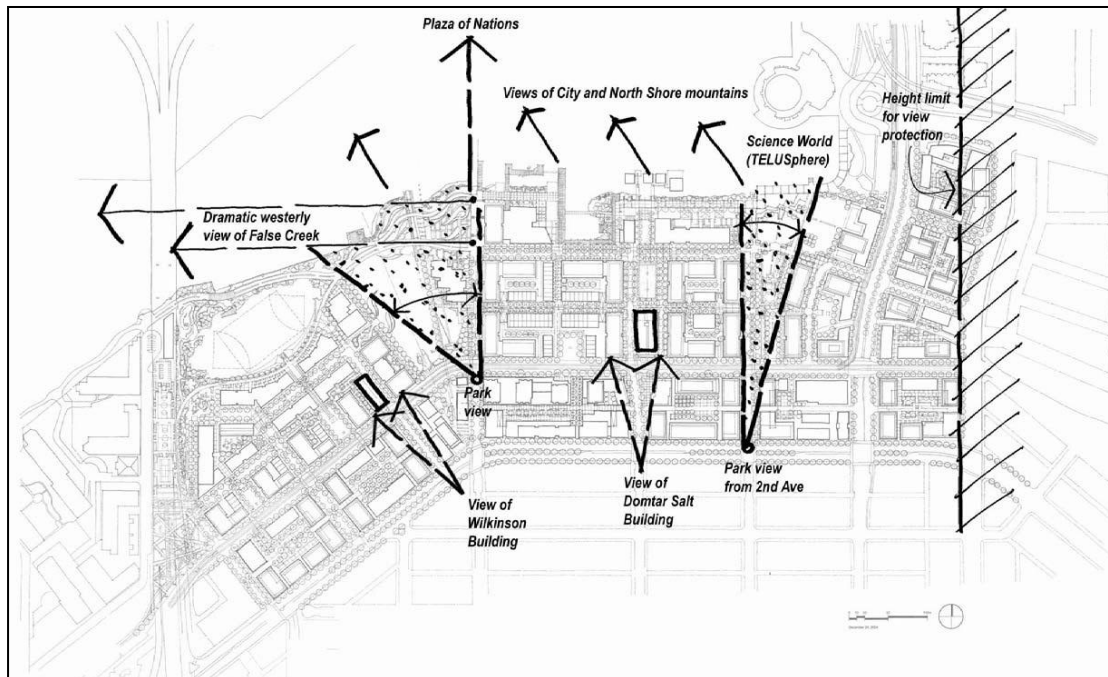 Plaza of Nations
Views of City and North Shore mountains
Height limit
for view
protection
Science World
(TELUSphere)
Dramatic westerly
view of False Creek
Park
view
View of
Wilkinson
Building
View of
Domtar Salt
Building
Park view
from 2nd Ave